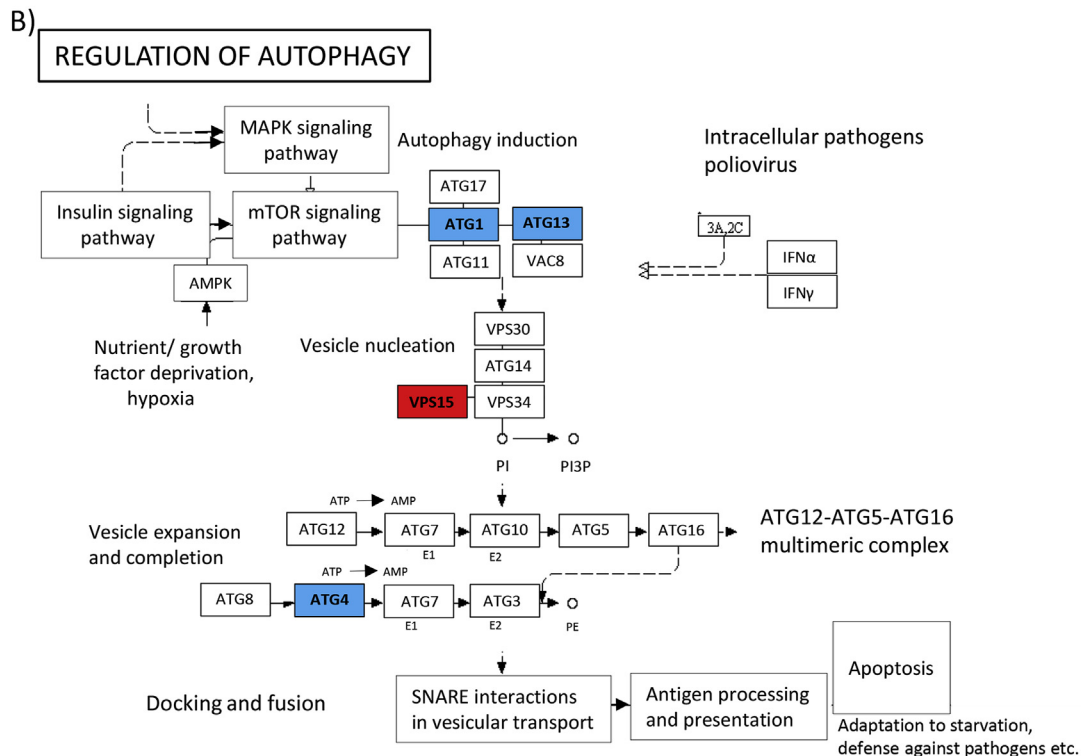 B)
REGULATION OF AUTOPHAGY
MAPK signaling
pathway
Autophagy induction
Intracellular pathogens
poliovirus
Insulin signaling
pathway
mTOR signaling
pathway
ATG17
ATG1
ATG13
ATG11
VAC8
3A,2C
IFNα
IFNγ
AMPK
Nutrient/ growth
factor deprivation,
hypoxia
Vesicle nucleation
VPS30
ATG14
VPS15
VPS34
PI
PI3P
Vesicle expansion
and completion
ATP
AMP
ATG12
ATG7
ATG10
ATG5
ATG16
E1
E2
ATG12-ATG5-ATG16
multimeric complex
ATP
AMP
ATG8
ATG4
ATG7
ATG3
E1
E2
PE
Docking and fusion
SNARE interactions
in vesicular transport
Antigen processing
and presentation
Apoptosis
Adaptation to starvation,
defense against pathogens etc.